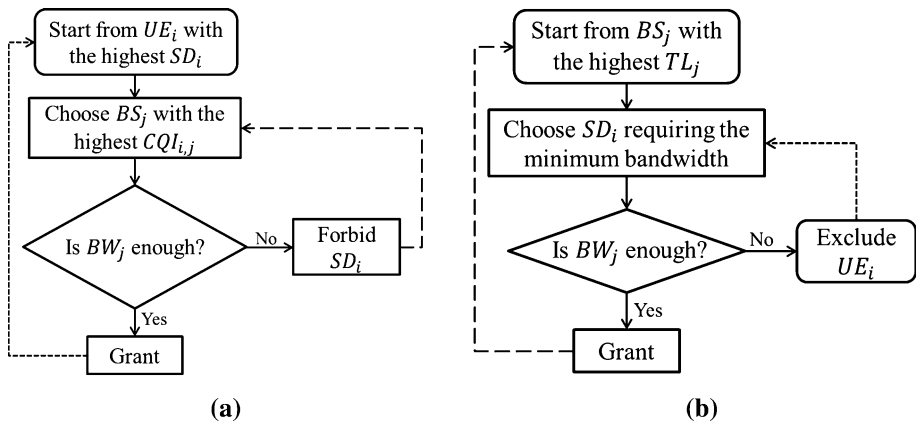 Start from UE_i with
the highest SD_i
Choose BS_j with the
highest CQI_{i,j}
Is BW_j enough?
No
Forbid
SD_i
Yes
Grant
(a)
Start from BS_j with
the highest TL_j
Choose SD_i requiring the
minimum bandwidth
Is BW_j enough?
No
Exclude
UE_i
Yes
Grant
(b)